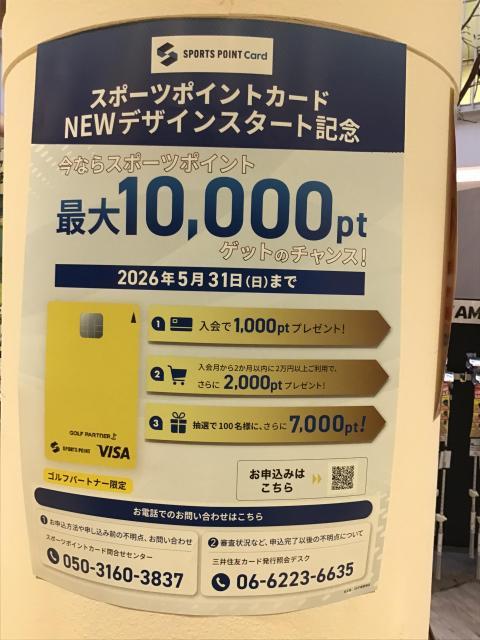 SPORTS POINT Card
スポーツポイントカード
NEWデザインスタート記念
今ならスポーツポイント
最大10,000pt
ゲットのチャンス!
2026年5月31日(日)まで
1 入会で1,000ptプレゼント!
2 入会月から2か月以内に2万円以上ご利用で、
さらに2,000ptプレゼント!
3 抽選で100名様に、さらに7,000pt!
GOLF PARTNER
SPORTS POINT VISA
ゴルフパートナー限定
お申込みは
こちら
お電話でのお問い合わせはこちら
1 お申込方法や申し込み前の不明点、お問い合わせ
スポーツポイントカード問合せセンター
050-3160-3837
2 審査状況など、申込完了以後の不明点について
三井住友カード発行照会デスク
06-6223-6635